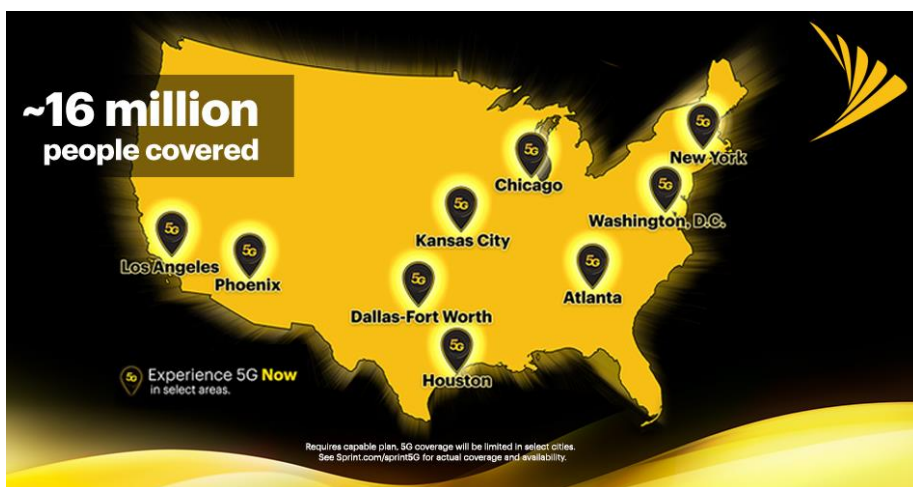 ~16 million
people covered
5G
New York
5G
Chicago
5G
Washington, D.C.
5G
Kansas City
5G
Los Angeles
5G
Phoenix
5G
Atlanta
5G
Dallas-Fort Worth
5G
Houston
5G
Experience 5G Now
in select areas.
Requires capable plan. 5G coverage will be limited in select cities.
See Sprint.com/sprint5G for actual coverage and availability.